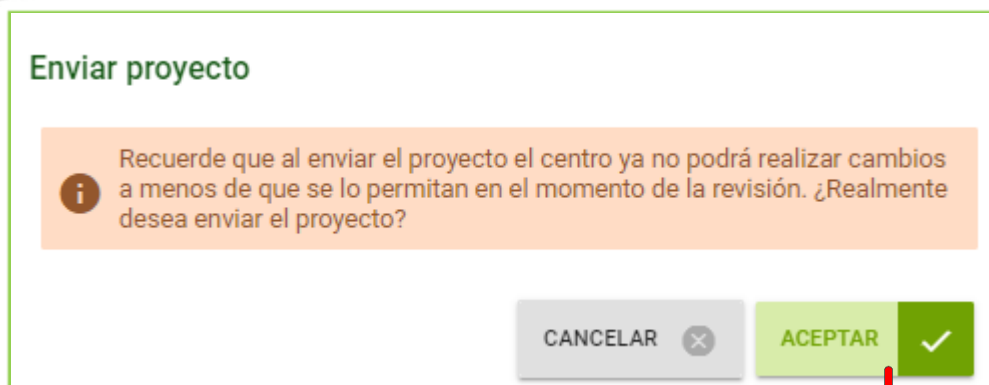 Enviar proyecto
Recuerde que al enviar el proyecto el centro ya no podrá realizar cambios
a menos de que se lo permitan en el momento de la revisión. ¿Realmente
desea enviar el proyecto?
CANCELAR
ACEPTAR